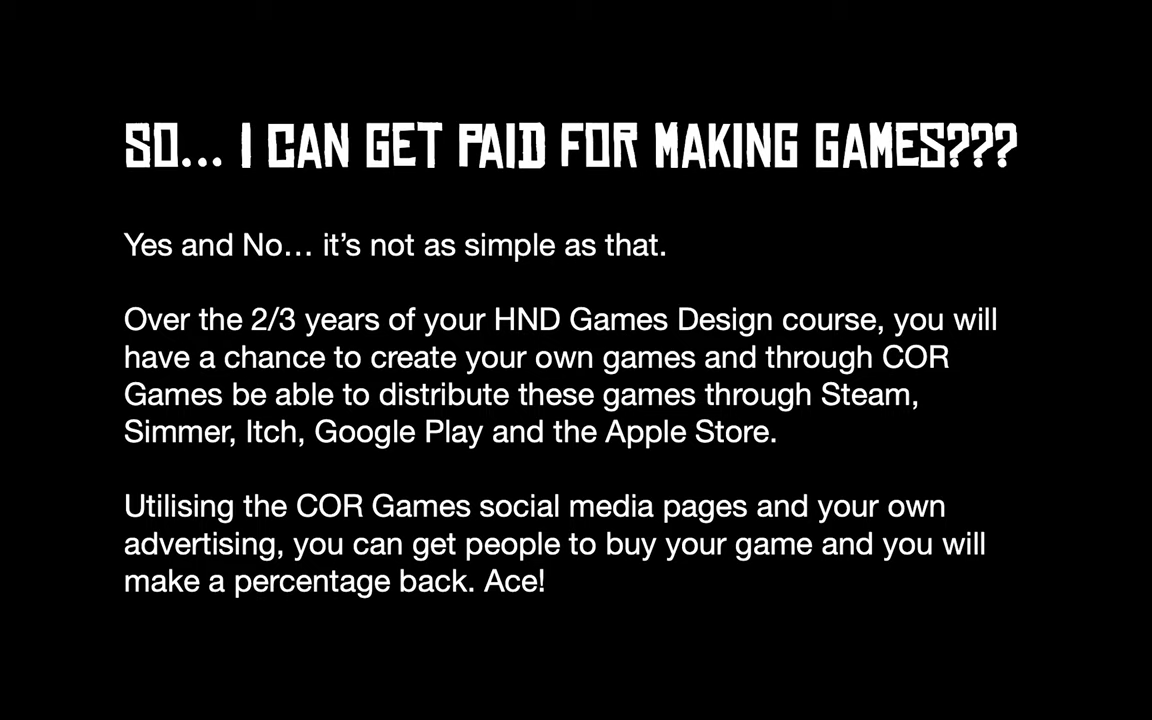 SO... I CAN GET PAID FOR MAKING GAMES???
Yes and No… it’s not as simple as that.
Over the 2/3 years of your HND Games Design course, you will
have a chance to create your own games and through COR
Games be able to distribute these games through Steam,
Simmer, Itch, Google Play and the Apple Store.
Utilising the COR Games social media pages and your own
advertising, you can get people to buy your game and you will
make a percentage back. Ace!